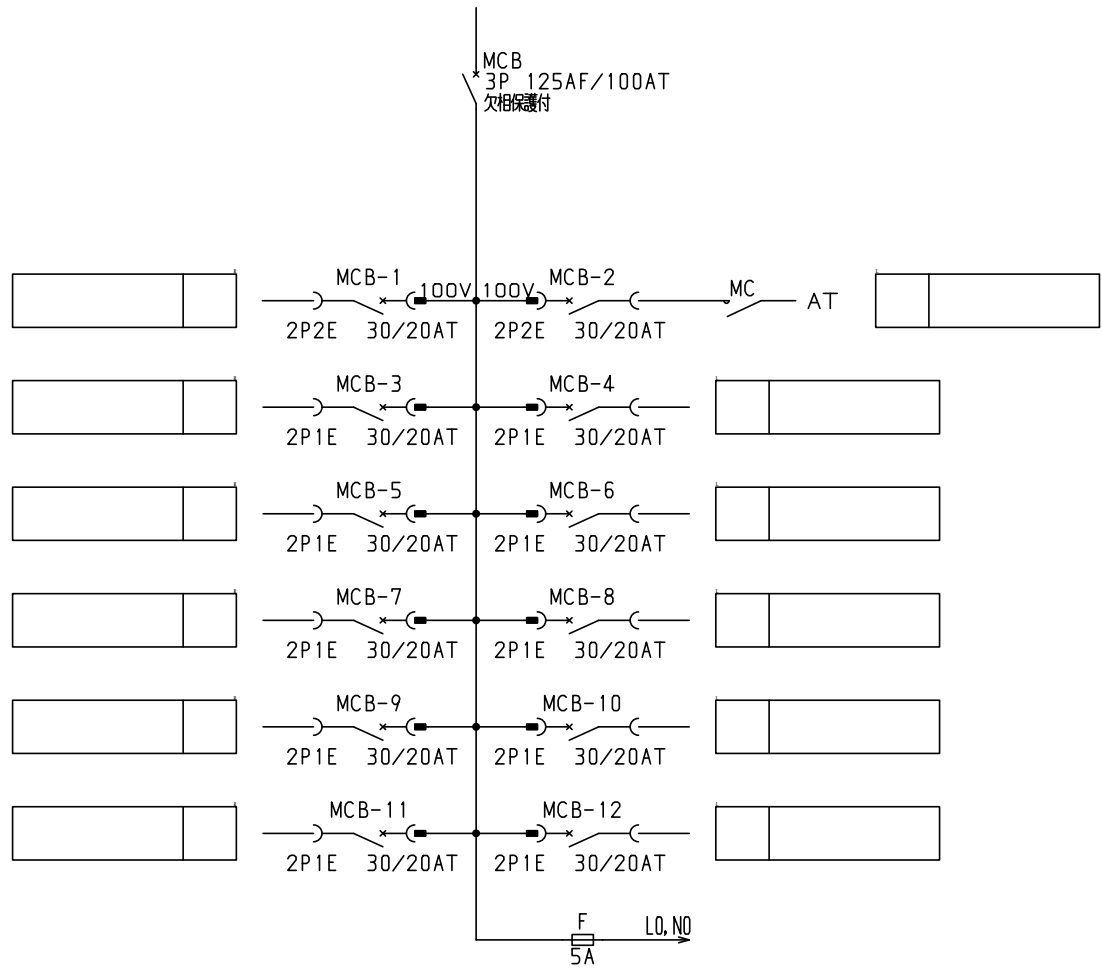 MCB
3P 125AF/100AT
欠相保護付
MCB-1 100V 100V MCB-2 MC AT
2P2E 30/20AT 2P2E 30/20AT
MCB-3 MCB-4
2P1E 30/20AT 2P1E 30/20AT
MCB-5 MCB-6
2P1E 30/20AT 2P1E 30/20AT
MCB-7 MCB-8
2P1E 30/20AT 2P1E 30/20AT
MCB-9 MCB-10
2P1E 30/20AT 2P1E 30/20AT
MCB-11 MCB-12
2P1E 30/20AT 2P1E 30/20AT
F L0,N0
5A